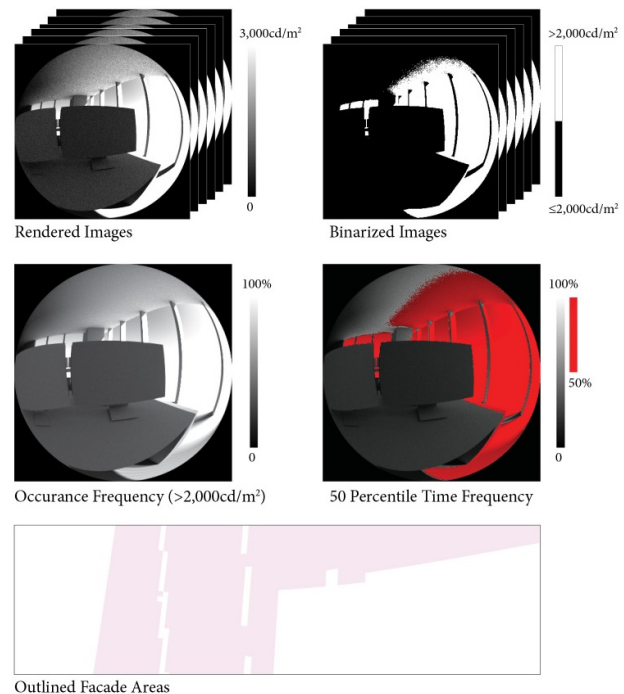 3,000cd/m²
0
Rendered Images
>2,000cd/m²
≤2,000cd/m²
Binarized Images
100%
0
Occurance Frequency (>2,000cd/m²)
100%
50%
0
50 Percentile Time Frequency
Outlined Facade Areas